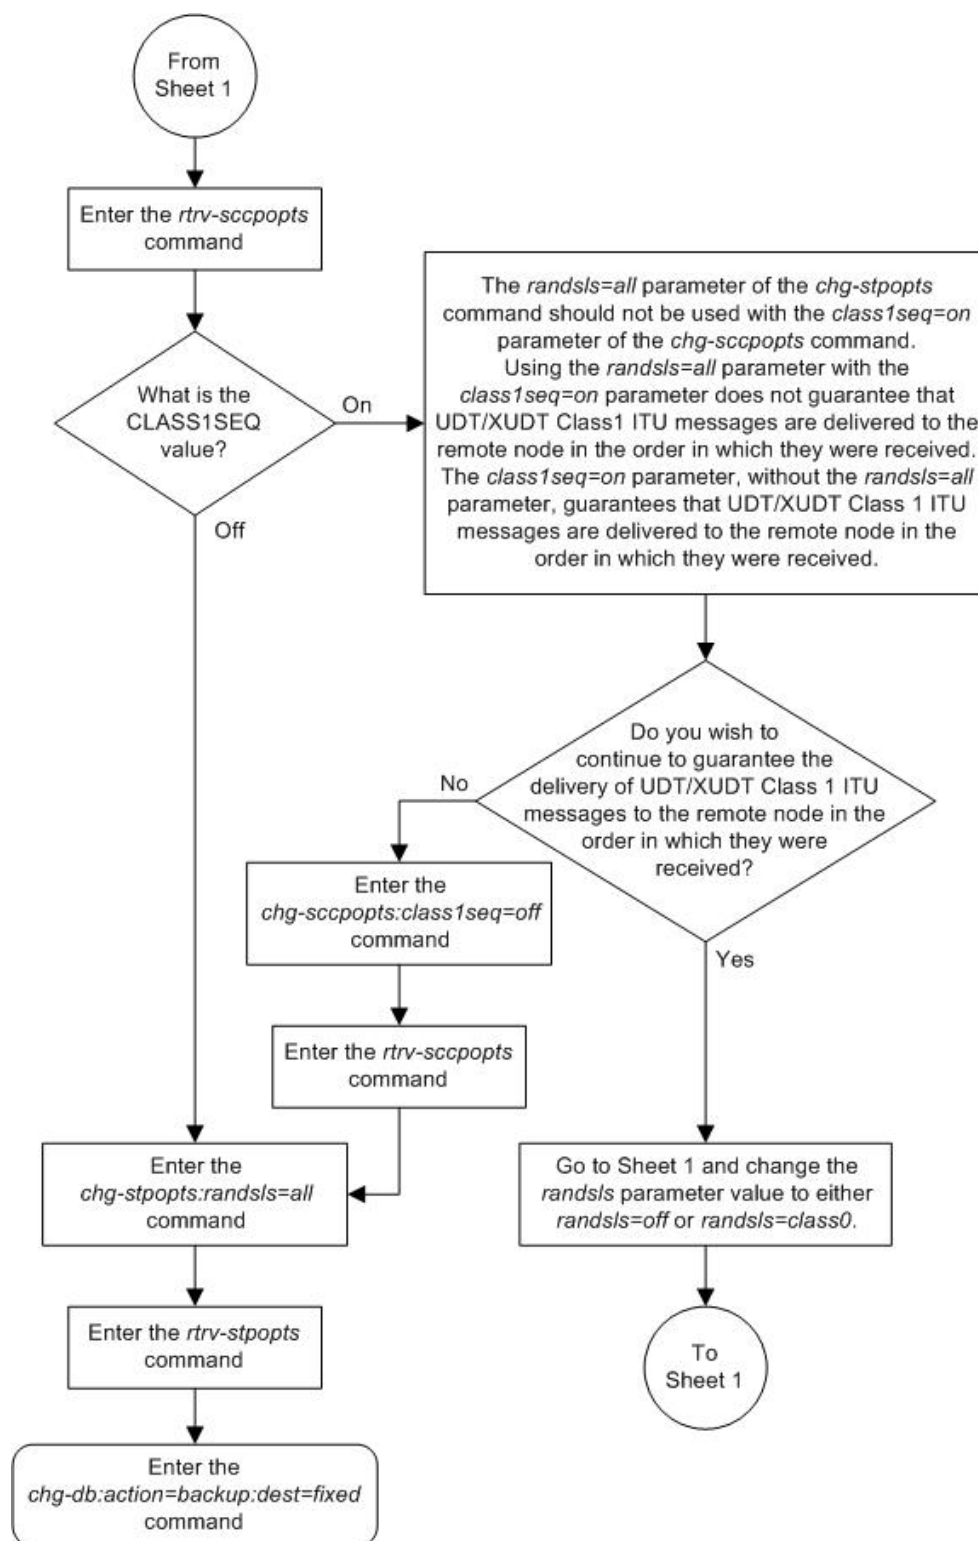 From
Sheet 1
Enter the rtrv-sccpopts
command
What is the
CLASS1SEQ
value?
On
Off
The randsls=all parameter of the chg-stpopts
command should not be used with the class1seq=on
parameter of the chg-sccpopts command.
Using the randsls=all parameter with the
class1seq=on parameter does not guarantee that
UDT/XUDT Class1 ITU messages are delivered to the
remote node in the order in which they were received.
The class1seq=on parameter, without the randsls=all
parameter, guarantees that UDT/XUDT Class 1 ITU
messages are delivered to the remote node in the
order in which they were received.
Do you wish to
continue to guarantee the
delivery of UDT/XUDT Class 1 ITU
messages to the remote node in the
order in which they were
received?
No
Yes
Enter the
chg-sccpopts:class1seq=off
command
Enter the rtrv-sccpopts
command
Enter the
chg-stpopts:randsls=all
command
Go to Sheet 1 and change the
randsls parameter value to either
randsls=off or randsls=class0.
Enter the rtrv-stpopts
command
To
Sheet 1
Enter the
chg-db:action=backup:dest=fixed
command